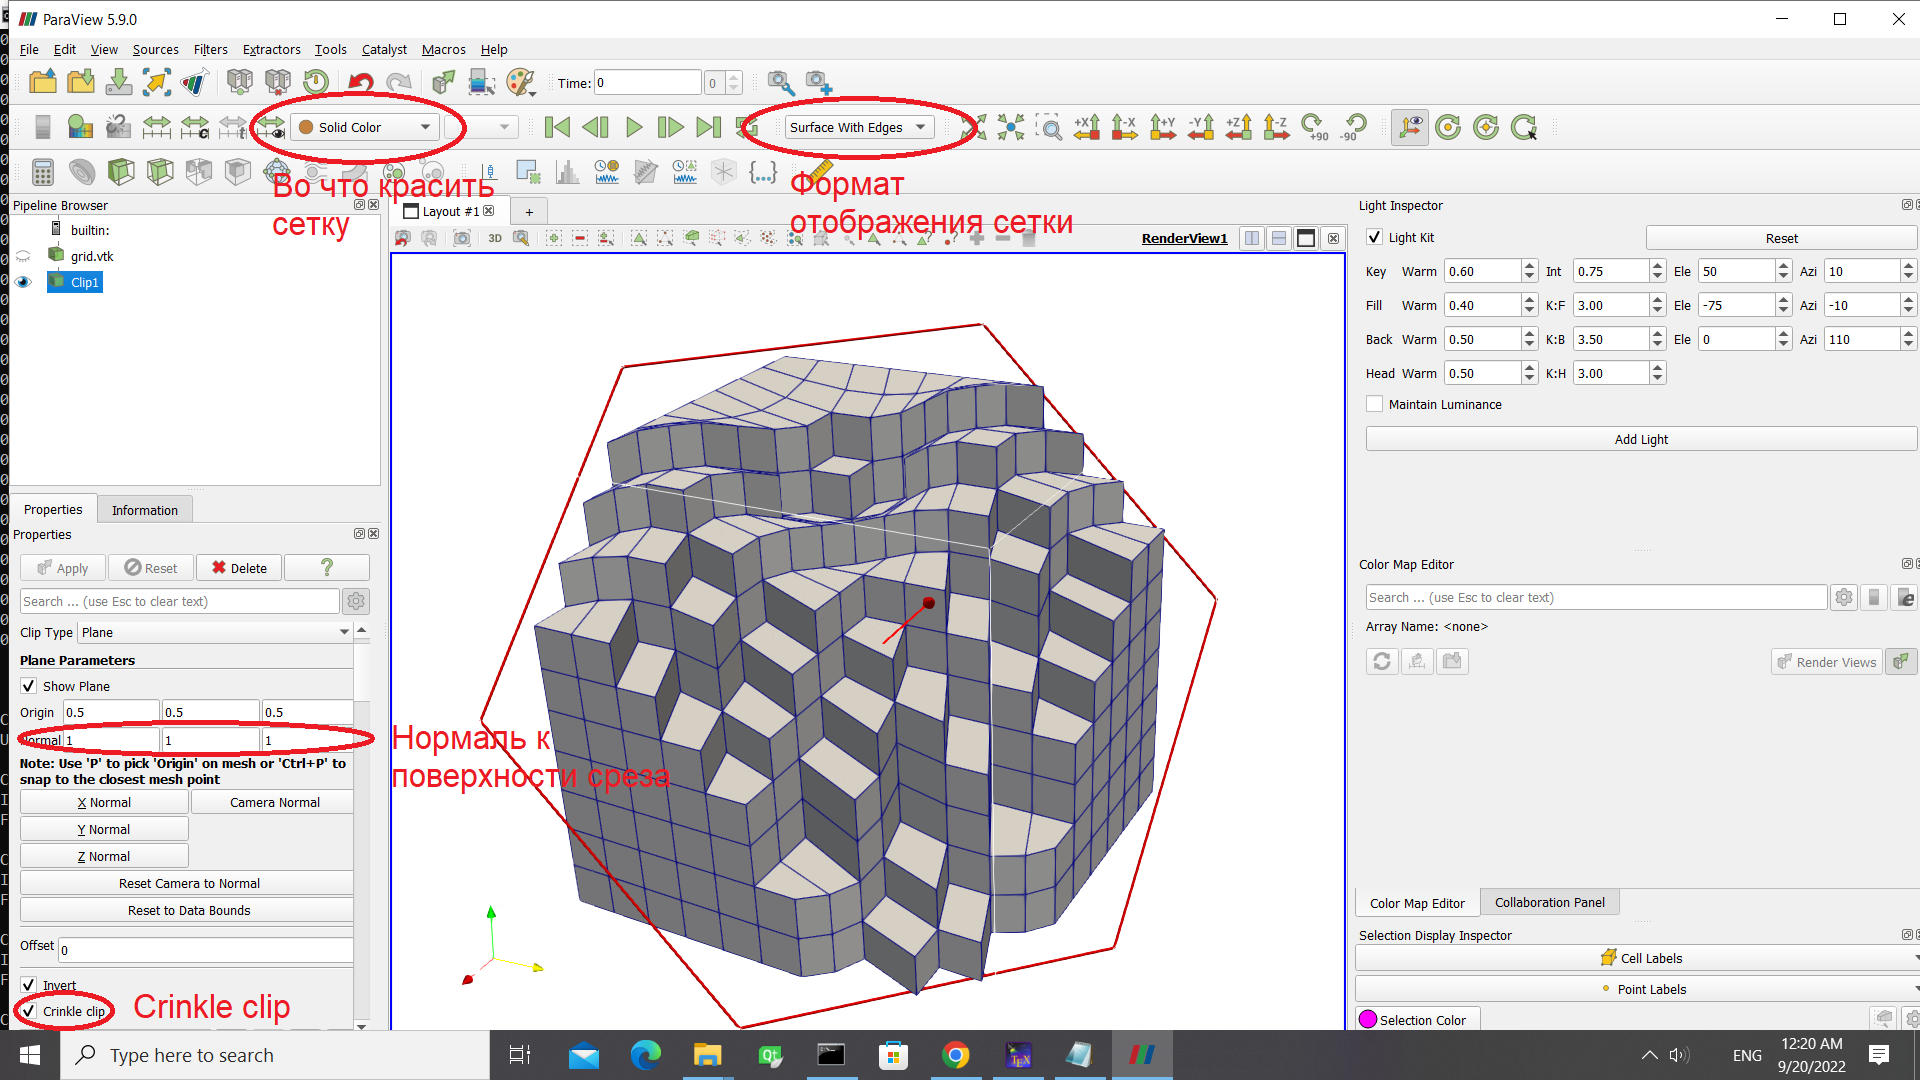 ParaView 5.9.0
File Edit View Sources Filters Extractors Tools Catalyst Macros Help
Time: 0 0
Solid Color Surface With Edges +X -X +Y -Y +Z -Z +90 -90
Во что красить
сетку
Формат
отображения сетки
Pipeline Browser
builtin:
grid.vtk
Clip1
Layout #1 +
3D RenderView1
Properties Information
Properties
Apply Reset Delete ?
Search ... (use Esc to clear text)
Clip Type Plane
Plane Parameters
Show Plane
Origin 0.5 0.5 0.5
Normal 1 1 1
Note: Use 'P' to pick 'Origin' on mesh or 'Ctrl+P' to
snap to the closest mesh point
X Normal Camera Normal
Y Normal
Z Normal
Reset Camera to Normal
Reset to Data Bounds
Offset 0
Invert
Crinkle clip
Crinkle clip
Нормаль к
поверхности среза
Light Inspector
Light Kit Reset
Key Warm 0.60 Int 0.75 Ele 50 Azi 10
Fill Warm 0.40 K:F 3.00 Ele -75 Azi -10
Back Warm 0.50 K:B 3.50 Ele 0 Azi 110
Head Warm 0.50 K:H 3.00
Maintain Luminance
Add Light
Color Map Editor
Search ... (use Esc to clear text)
Array Name: <none>
Render Views
Color Map Editor Collaboration Panel
Selection Display Inspector
Cell Labels
Point Labels
Selection Color
Type here to search
ENG
12:20 AM
9/20/2022